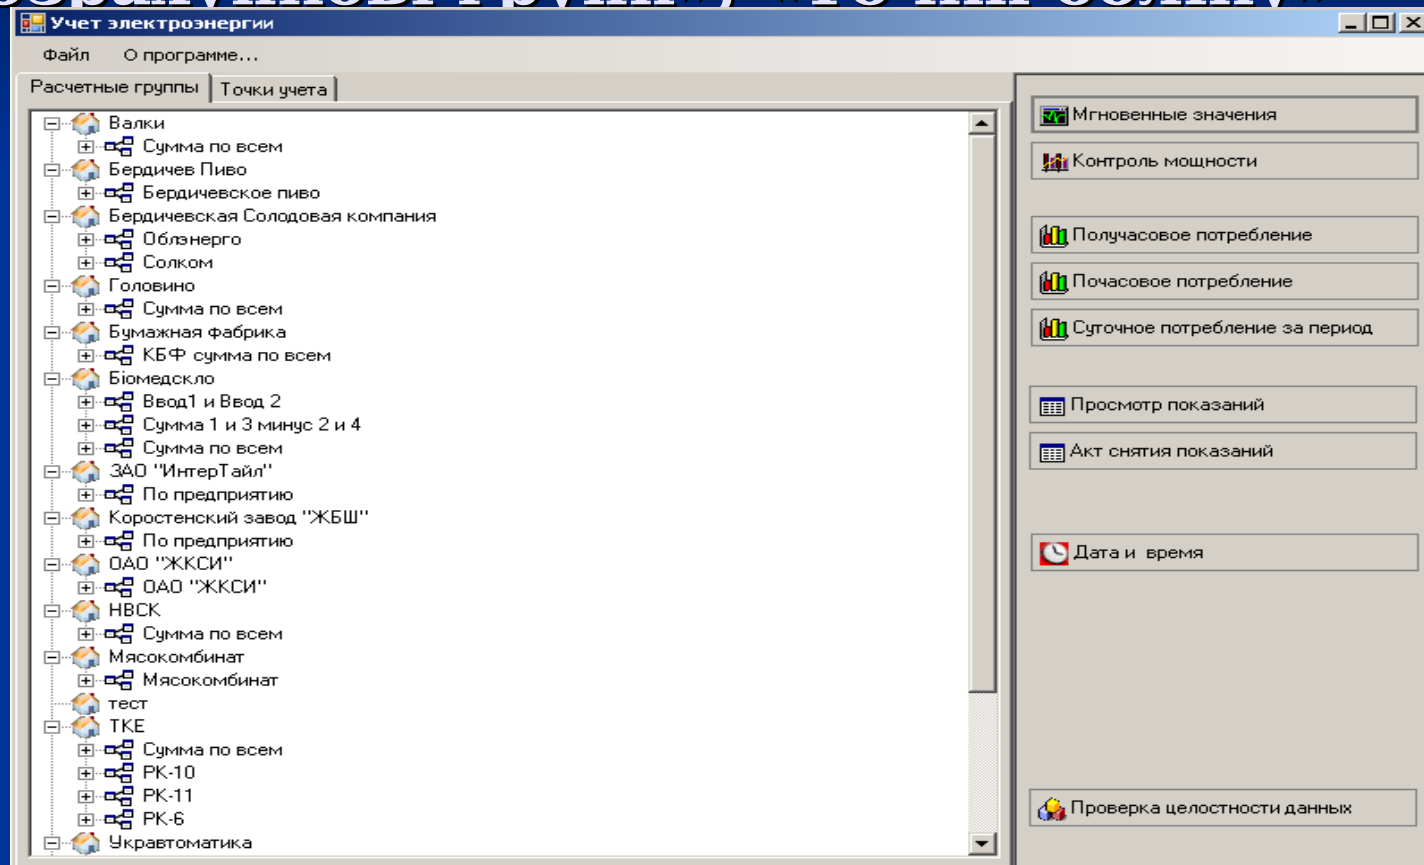 Учет электроэнергии
Файл О программе...
Расчетные группы Точки учета
Валки
Сумма по всем
Бердичев Пиво
Бердичевское пиво
Бердичевская Солодовая компания
Облэнерго
Солком
Головино
Сумма по всем
Бумажная фабрика
КБФ сумма по всем
Біомедскло
Ввод1 и Ввод 2
Сумма 1 и 3 минус 2 и 4
Сумма по всем
ЗАО "ИнтерТайл"
По предприятию
Коростенский завод "ЖБШ"
По предприятию
ОАО "ЖКСИ"
ОАО "ЖКСИ"
НВСК
Сумма по всем
Мясокомбинат
Мясокомбинат
тест
ТКЕ
Сумма по всем
РК-10
РК-11
РК-6
Укравтоматика
Мгновенные значения
Контроль мощности
Получасовое потребление
Почасовое потребление
Суточное потребление за период
Просмотр показаний
Акт снятия показаний
Дата и время
Проверка целостности данных